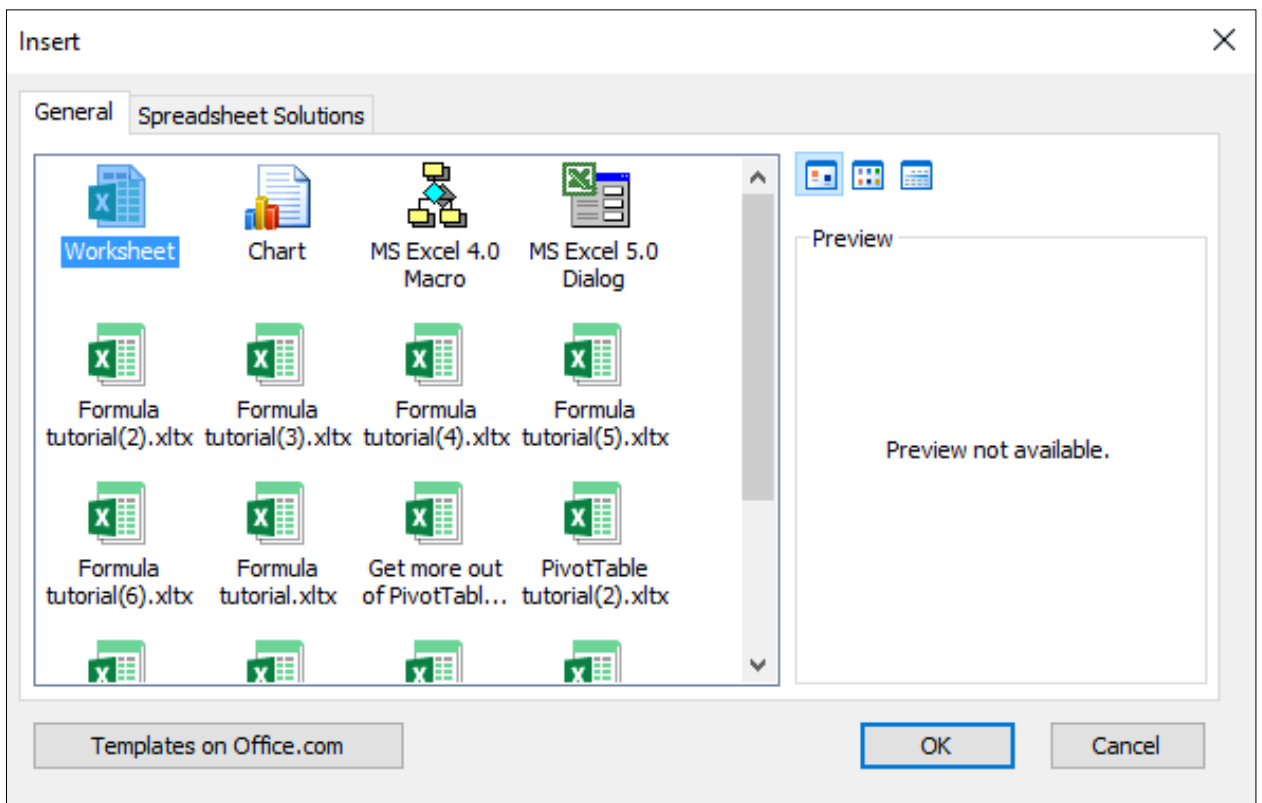 Insert
General
Spreadsheet Solutions
Worksheet
Chart
MS Excel 4.0
Macro
MS Excel 5.0
Dialog
Formula
tutorial(2).xltx
Formula
tutorial(3).xltx
Formula
tutorial(4).xltx
Formula
tutorial(5).xltx
Formula
tutorial(6).xltx
Formula
tutorial.xltx
Get more out
of PivotTabl...
PivotTable
tutorial(2).xltx
Preview
Preview not available.
Templates on Office.com
OK
Cancel